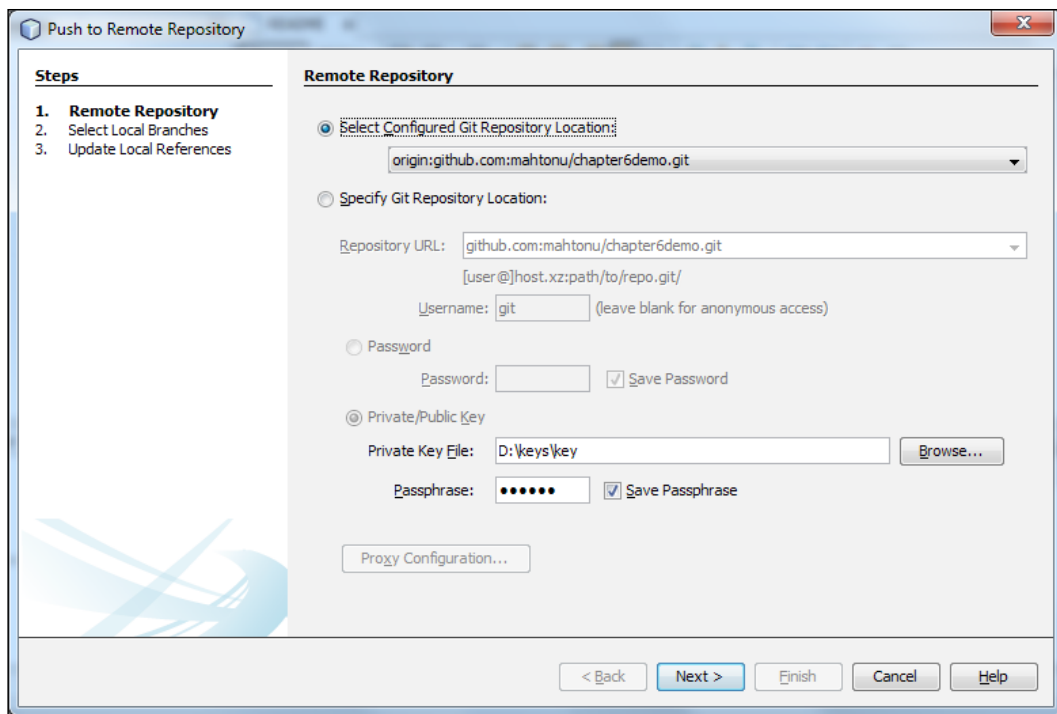 Push to Remote Repository
Steps
1. Remote Repository
2. Select Local Branches
3. Update Local References
Remote Repository
Select Configured Git Repository Location:
origin:github.com:mahtonu/chapter6demo.git
Specify Git Repository Location:
Repository URL: github.com:mahtonu/chapter6demo.git
[user@]host.xz:path/to/repo.git/
Username: git (leave blank for anonymous access)
Password
Password: Save Password
Private/Public Key
Private Key File: D:\keys\key Browse...
Passphrase: •••••• Save Passphrase
Proxy Configuration...
< Back Next > Finish Cancel Help